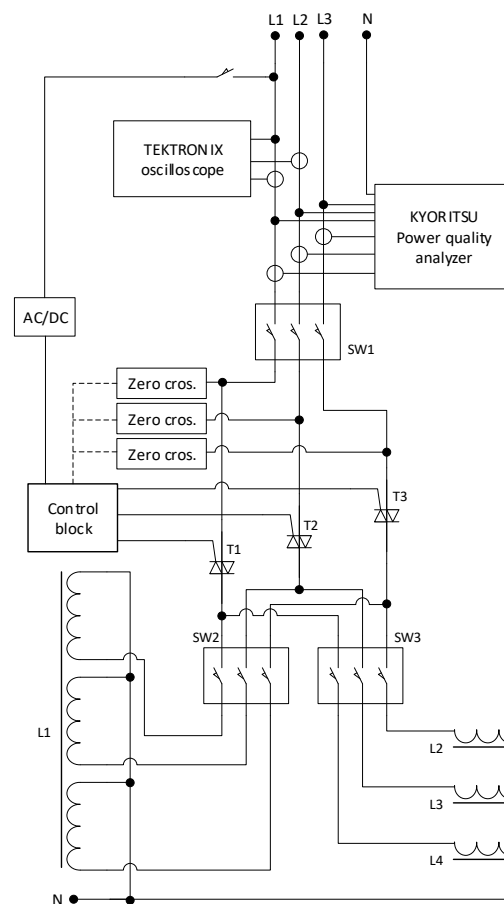 L1 L2 L3 N
TEKTRONIX
oscilloscope
KYORITSU
Power quality
analyzer
AC/DC
SW1
Zero cros.
Zero cros.
Zero cros.
Control
block
T3
T2
T1
SW2
SW3
L1
L2
L3
L4
N